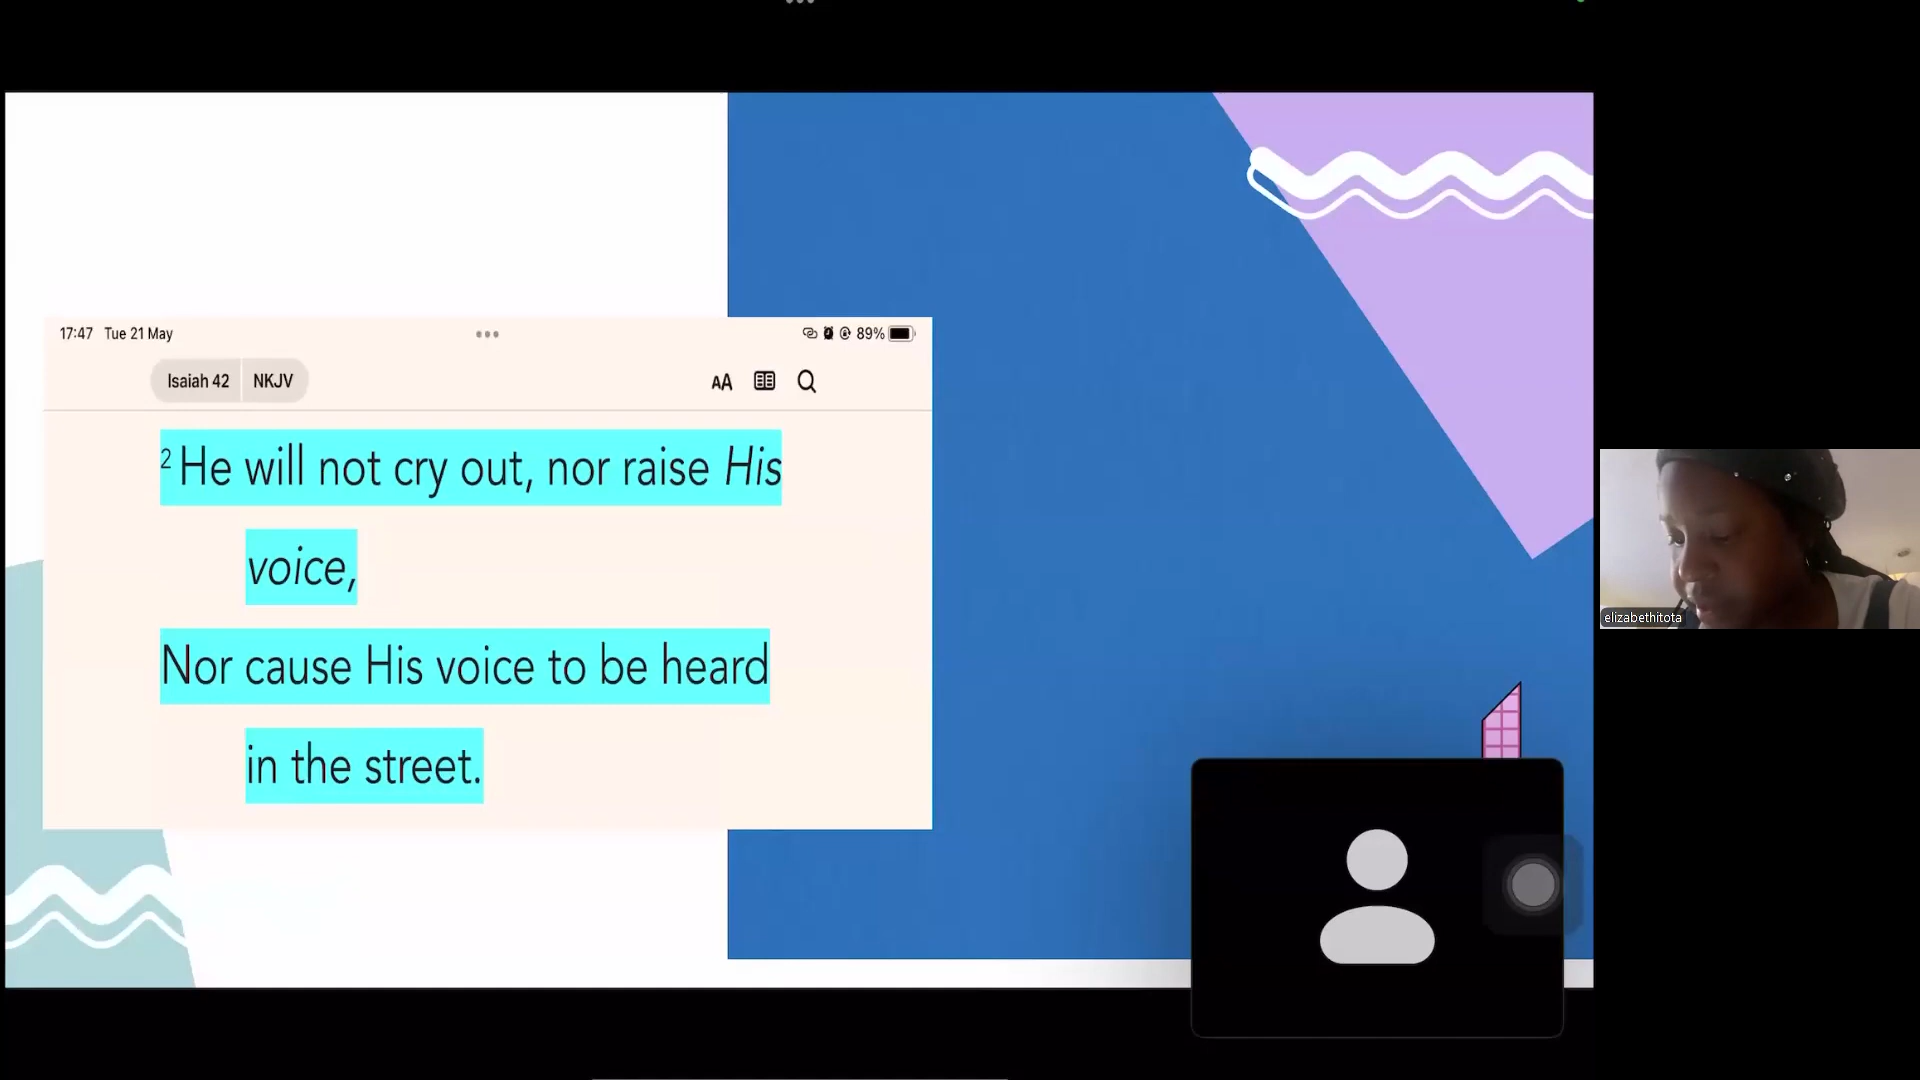 17:47 Tue 21 May
89%
Isaiah 42 NKJV
AA
2 He will not cry out, nor raise His
voice,
Nor cause His voice to be heard
in the street.
elizabethitota